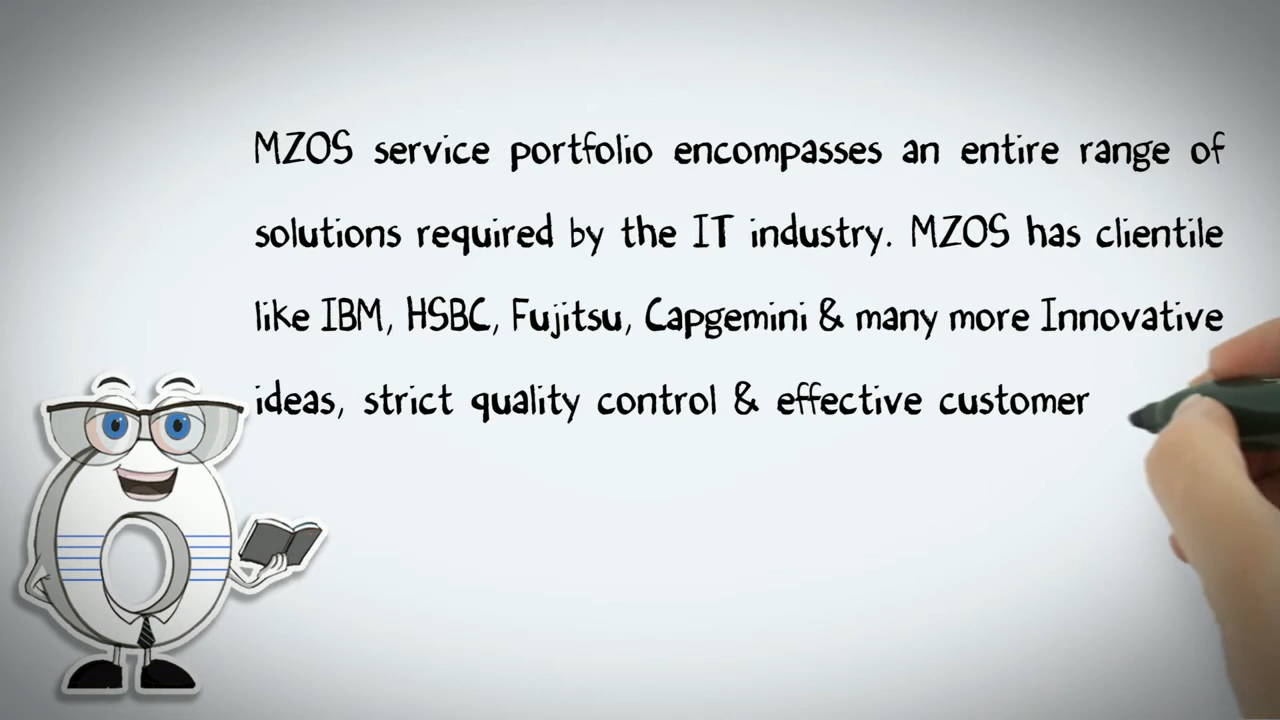 MZOS service portfolio encompasses an entire range of
solutions required by the IT industry. MZOS has clientile
like IBM, HSBC, Fujitsu, Capgemini & many more Innovative
ideas, strict quality control & effective customer